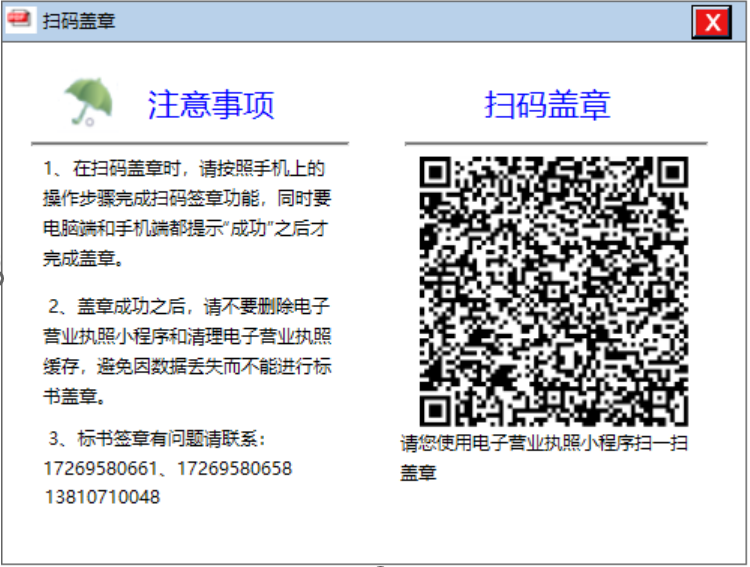 扫码盖章
X
注意事项
1、在扫码盖章时，请按照手机上的
操作步骤完成扫码签章功能，同时要
电脑端和手机端都提示“成功”之后才
完成盖章。
2、盖章成功之后，请不要删除电子
营业执照小程序和清理电子营业执照
缓存，避免因数据丢失而不能进行标
书盖章。
3、标书签章有问题请联系：
17269580661、17269580658
13810710048
扫码盖章
请您使用电子营业执照小程序扫一扫
盖章